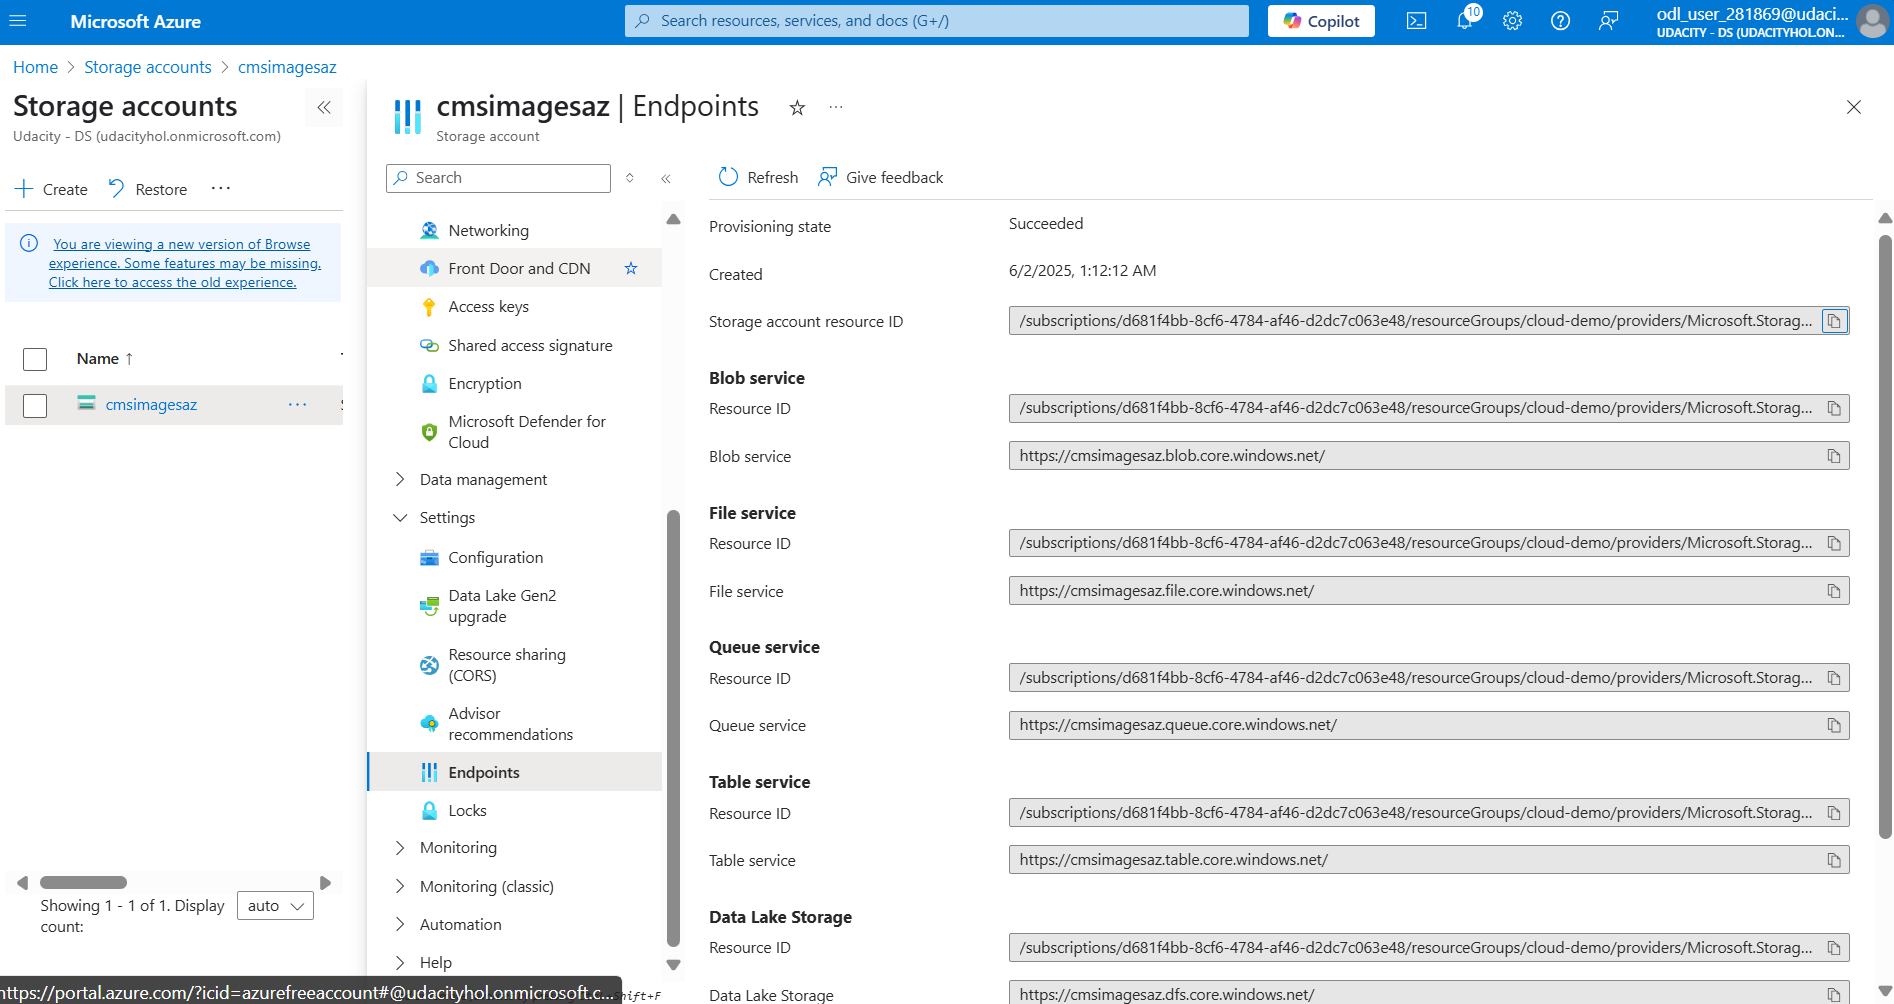 Microsoft Azure
Search resources, services, and docs (G+/)
Copilot
10
odl_user_281869@udaci...
UDACITY - DS (UDACITYHOL.ON...
Home > Storage accounts > cmsimagesaz
Storage accounts
Udacity - DS (udacityhol.onmicrosoft.com)
Create
Restore
...
You are viewing a new version of Browse
experience. Some features may be missing.
Click here to access the old experience.
Name ↑
cmsimagesaz
...
Showing 1 - 1 of 1. Display
count:
auto
cmsimagesaz | Endpoints
...
Storage account
Search
Networking
Front Door and CDN
Access keys
Shared access signature
Encryption
Microsoft Defender for
Cloud
Data management
Settings
Configuration
Data Lake Gen2
upgrade
Resource sharing
(CORS)
Advisor
recommendations
Endpoints
Locks
Monitoring
Monitoring (classic)
Automation
Help
Refresh
Give feedback
Provisioning state
Succeeded
Created
6/2/2025, 1:12:12 AM
Storage account resource ID
/subscriptions/d681f4bb-8cf6-4784-af46-d2dc7c063e48/resourceGroups/cloud-demo/providers/Microsoft.Storag...
Blob service
Resource ID
/subscriptions/d681f4bb-8cf6-4784-af46-d2dc7c063e48/resourceGroups/cloud-demo/providers/Microsoft.Storag...
Blob service
https://cmsimagesaz.blob.core.windows.net/
File service
Resource ID
/subscriptions/d681f4bb-8cf6-4784-af46-d2dc7c063e48/resourceGroups/cloud-demo/providers/Microsoft.Storag...
File service
https://cmsimagesaz.file.core.windows.net/
Queue service
Resource ID
/subscriptions/d681f4bb-8cf6-4784-af46-d2dc7c063e48/resourceGroups/cloud-demo/providers/Microsoft.Storag...
Queue service
https://cmsimagesaz.queue.core.windows.net/
Table service
Resource ID
/subscriptions/d681f4bb-8cf6-4784-af46-d2dc7c063e48/resourceGroups/cloud-demo/providers/Microsoft.Storag...
Table service
https://cmsimagesaz.table.core.windows.net/
Data Lake Storage
Resource ID
/subscriptions/d681f4bb-8cf6-4784-af46-d2dc7c063e48/resourceGroups/cloud-demo/providers/Microsoft.Storag...
Data Lake Storage
https://cmsimagesaz.dfs.core.windows.net/
https://portal.azure.com/?icid=azurefreeaccount#@udacityhol.onmicrosoft.c...
Shift+F